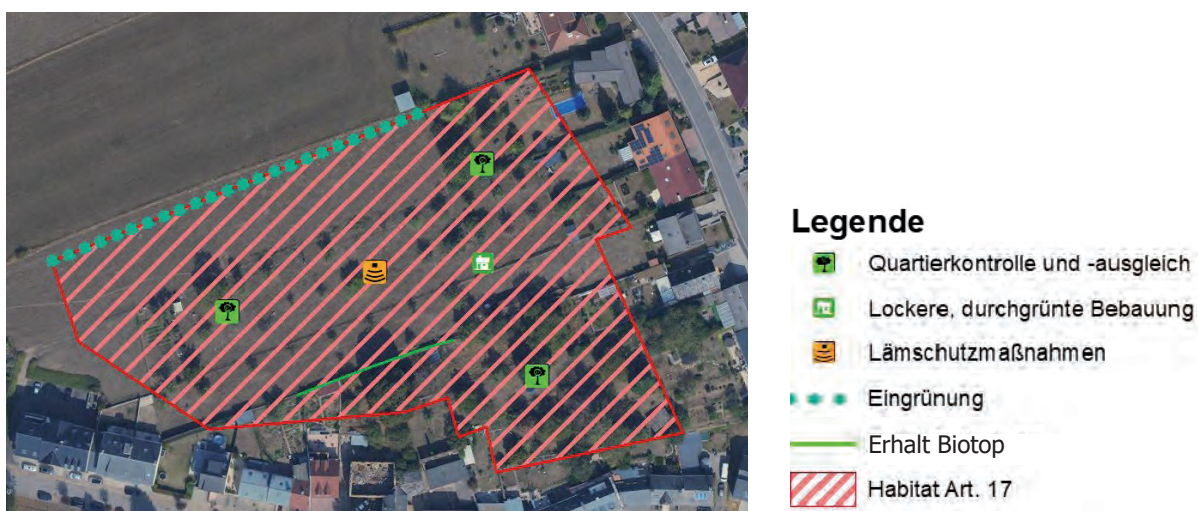 Legende
Quartierkontrolle und -ausgleich
Lockere, durchgrünte Bebauung
Lämschutzmaßnahmen
Eingrünung
Erhalt Biotop
Habitat Art. 17